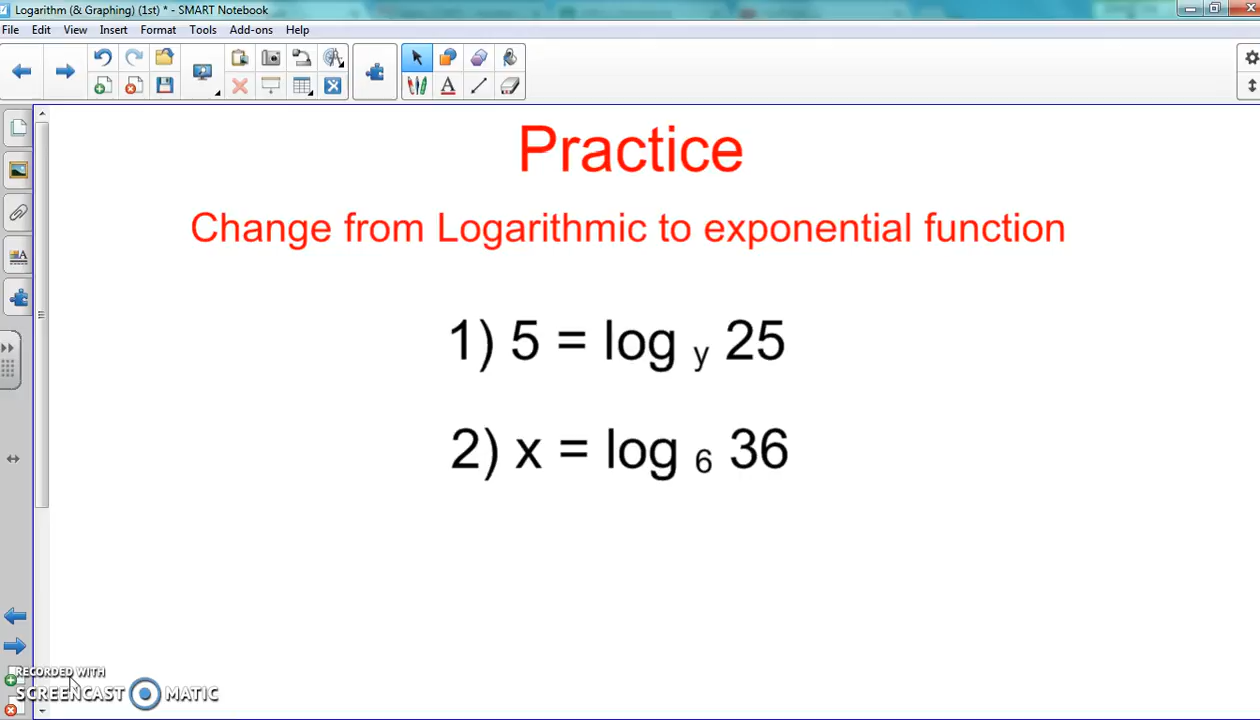 Logarithm (& Graphing) (1st) * - SMART Notebook
File Edit View Insert Format Tools Add-ons Help
Practice
Change from Logarithmic to exponential function
1) 5 = log y 25
2) x = log 6 36
RECORDED WITH
SCREENCAST MATIC